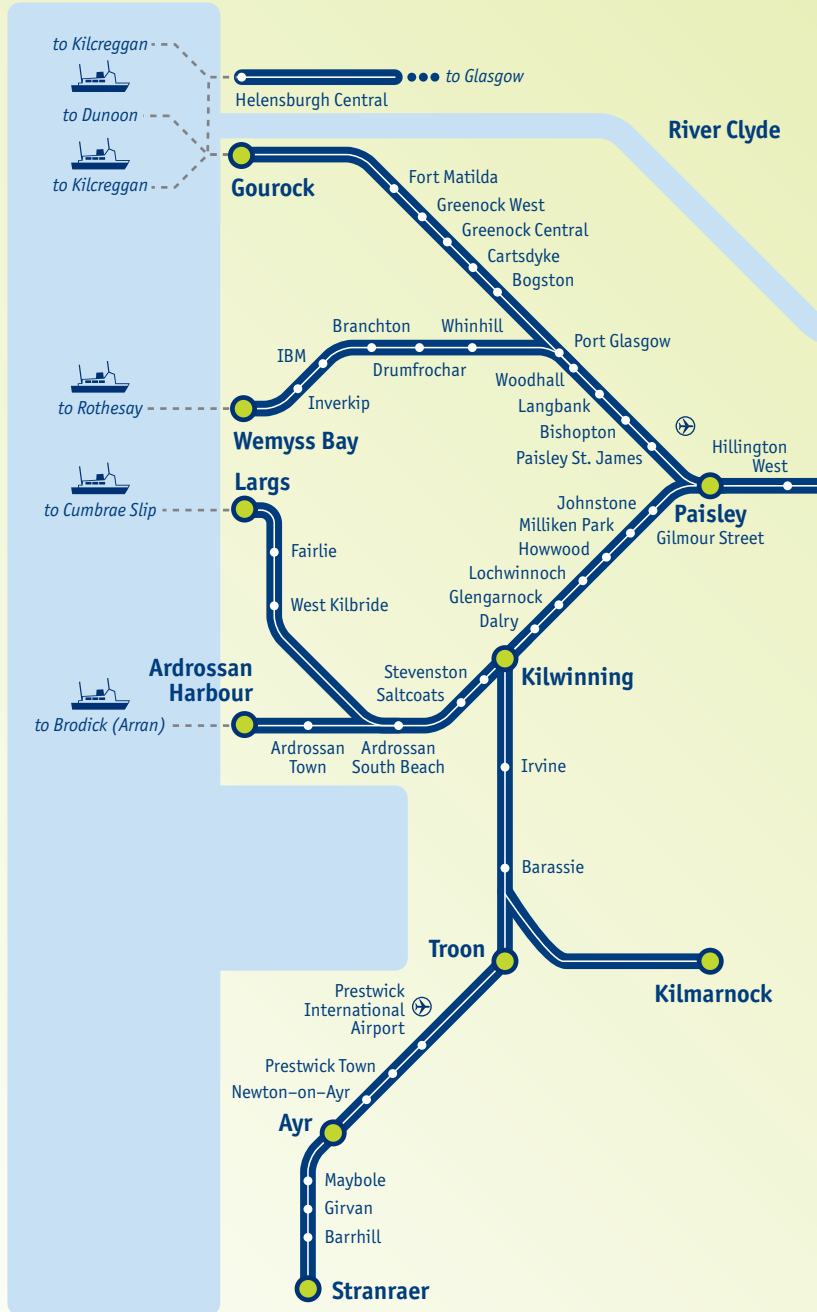 to Kilcreggan
to Glasgow
Helensburgh Central
to Dunoon
River Clyde
to Kilcreggan
Gourock
Fort Matilda
Greenock West
Greenock Central
Cartsdyke
Bogston
Branchton
Whinhill
Port Glasgow
IBM
Drumfrochar
Woodhall
to Rothesay
Inverkip
Langbank
Wemyss Bay
Bishopton
Hillington
West
Paisley St. James
Largs
to Cumbrae Slip
Johnstone
Paisley
Milliken Park
Gilmour Street
Howwood
Fairlie
Lochwinnoch
Glengarnock
West Kilbride
Dalry
Ardrossan
Harbour
Stevenston
Kilwinning
Saltcoats
to Brodick (Arran)
Ardrossan
Town
Ardrossan
South Beach
Irvine
Barassie
Troon
Kilmarnock
Prestwick
International
Airport
Prestwick Town
Newton–on–Ayr
Ayr
Maybole
Girvan
Barrhill
Stranraer